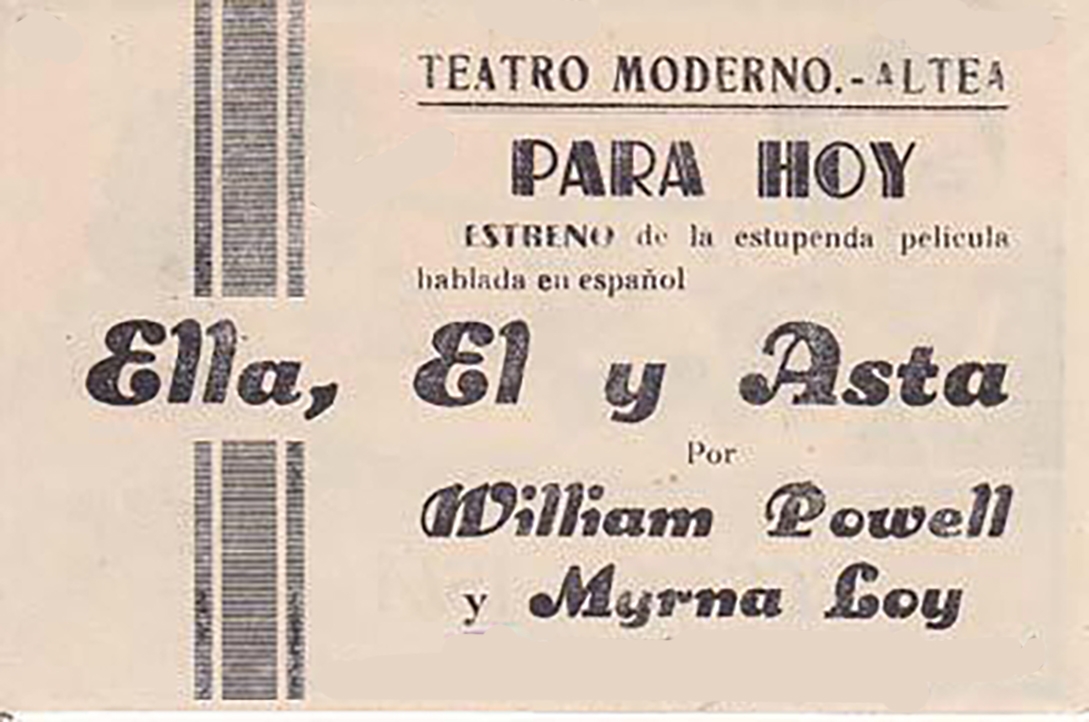 TEATRO MODERNO.-ALTEA
PARA HOY
ESTRENO de la estupenda pelicula
hablada en español
Ella, El y Asta
Por
William Powell
y Myrna Loy